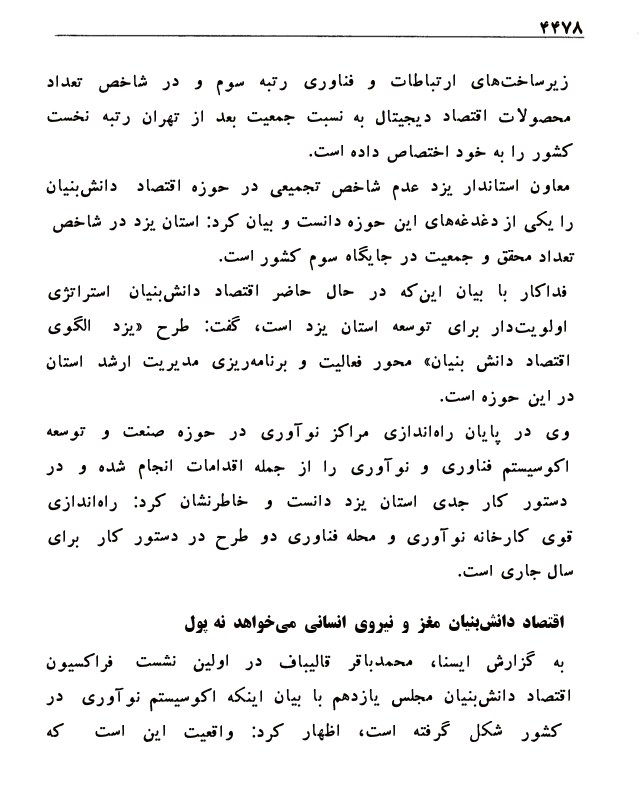 ۴۴۷۸
زیرساخت‌های ارتباطات و فناوری رتبه سوم و در شاخص تعداد
محصولات اقتصاد دیجیتال به نسبت جمعیت بعد از تهران رتبه نخست
کشور را به خود اختصاص داده است.
معاون استاندار یزد عدم شاخص تجمیعی در حوزه اقتصاد دانش‌بنیان
را یکی از دغدغه‌های این حوزه دانست و بیان کرد: استان یزد در شاخص
تعداد محقق و جمعیت در جایگاه سوم کشور است.
فداکار با بیان این‌که در حال حاضر اقتصاد دانش‌بنیان استراتژی
اولویت‌دار برای توسعه استان یزد است، گفت: طرح «یزد الگوی
اقتصاد دانش بنیان» محور فعالیت و برنامه‌ریزی مدیریت ارشد استان
در این حوزه است.
وی در پایان راه‌اندازی مراکز نوآوری در حوزه صنعت و توسعه
اکوسیستم فناوری و نوآوری را از جمله اقدامات انجام شده و در
دستور کار جدی استان یزد دانست و خاطرنشان کرد: راه‌اندازی
قوی کارخانه نوآوری و محله فناوری دو طرح در دستور کار برای
سال جاری است.
اقتصاد دانش‌بنیان مغز و نیروی انسانی می‌خواهد نه پول
به گزارش ایسنا، محمدباقر قالیباف در اولین نشست فراکسیون
اقتصاد دانش‌بنیان مجلس یازدهم با بیان اینکه اکوسیستم نوآوری در
کشور شکل گرفته است، اظهار کرد: واقعیت این است که